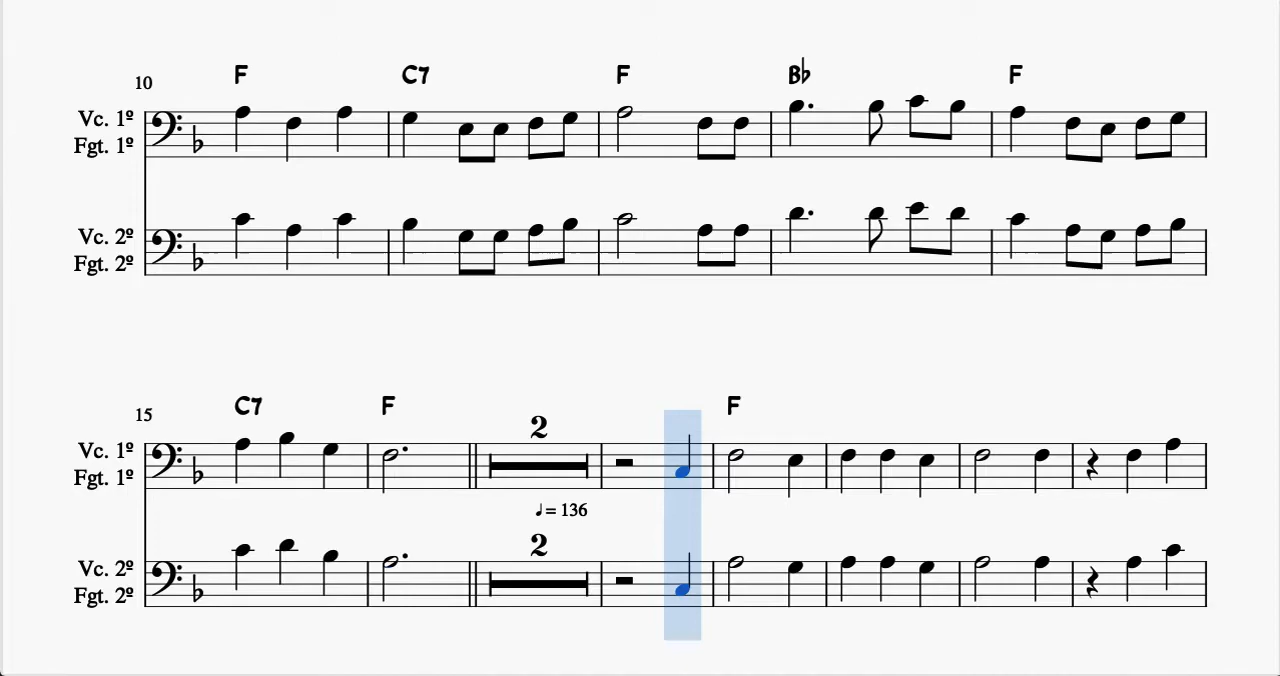 F C7 F B♭ F
10
Vc. 1º
Fgt. 1º
Vc. 2º
Fgt. 2º
C7 F F
15
2
Vc. 1º
Fgt. 1º
♩= 136
2
Vc. 2º
Fgt. 2º